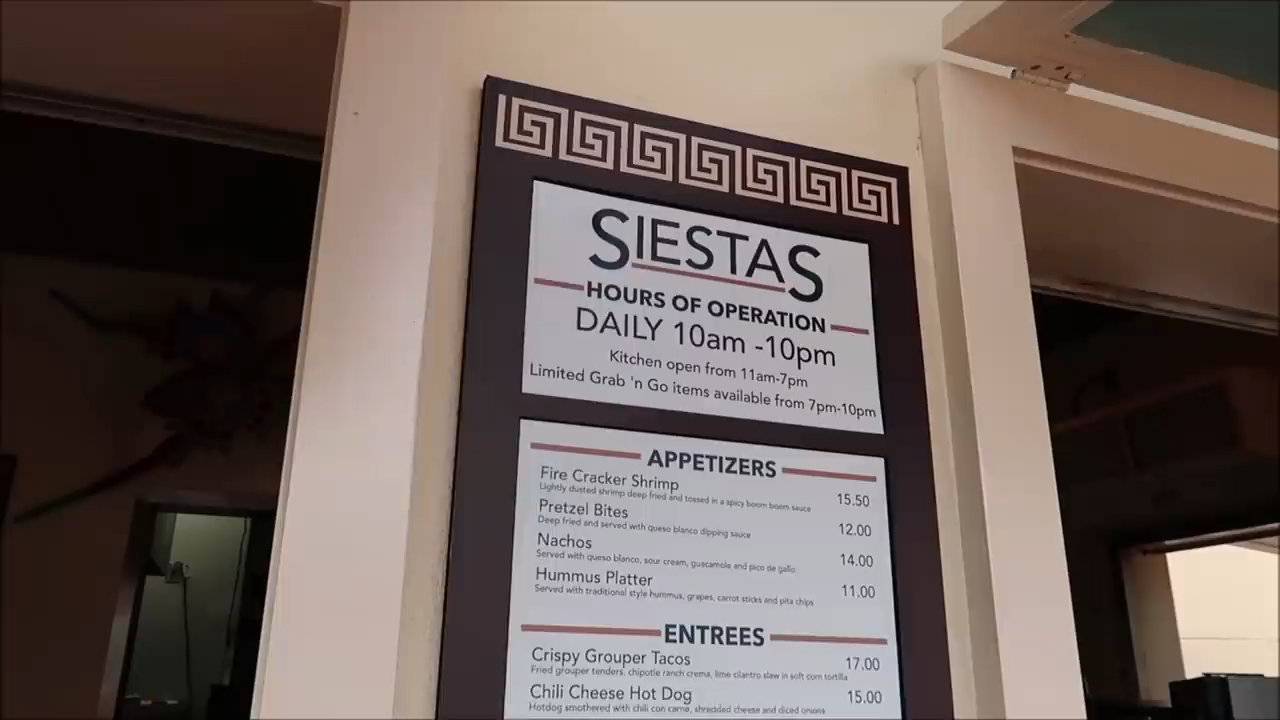 SIESTAS
HOURS OF OPERATION
DAILY 10am -10pm
Kitchen open from 11am-7pm
Limited Grab 'n Go items available from 7pm-10pm
APPETIZERS
Fire Cracker Shrimp 15.50
Lightly dusted shrimp deep fried and tossed in a spicy boom boom sauce
Pretzel Bites 12.00
Deep fried and served with queso blanco dipping sauce
Nachos 14.00
Served with queso blanco, sour cream, guacamole and pico de gallo
Hummus Platter 11.00
Served with traditional style hummus, grapes, carrot sticks and pita chips
ENTREES
Crispy Grouper Tacos 17.00
Fried grouper tenders, chipotle ranch crema, lime cilantro slaw in soft corn tortilla
Chili Cheese Hot Dog 15.00
Hotdog smothered with chili con carne, shredded cheese and diced onions